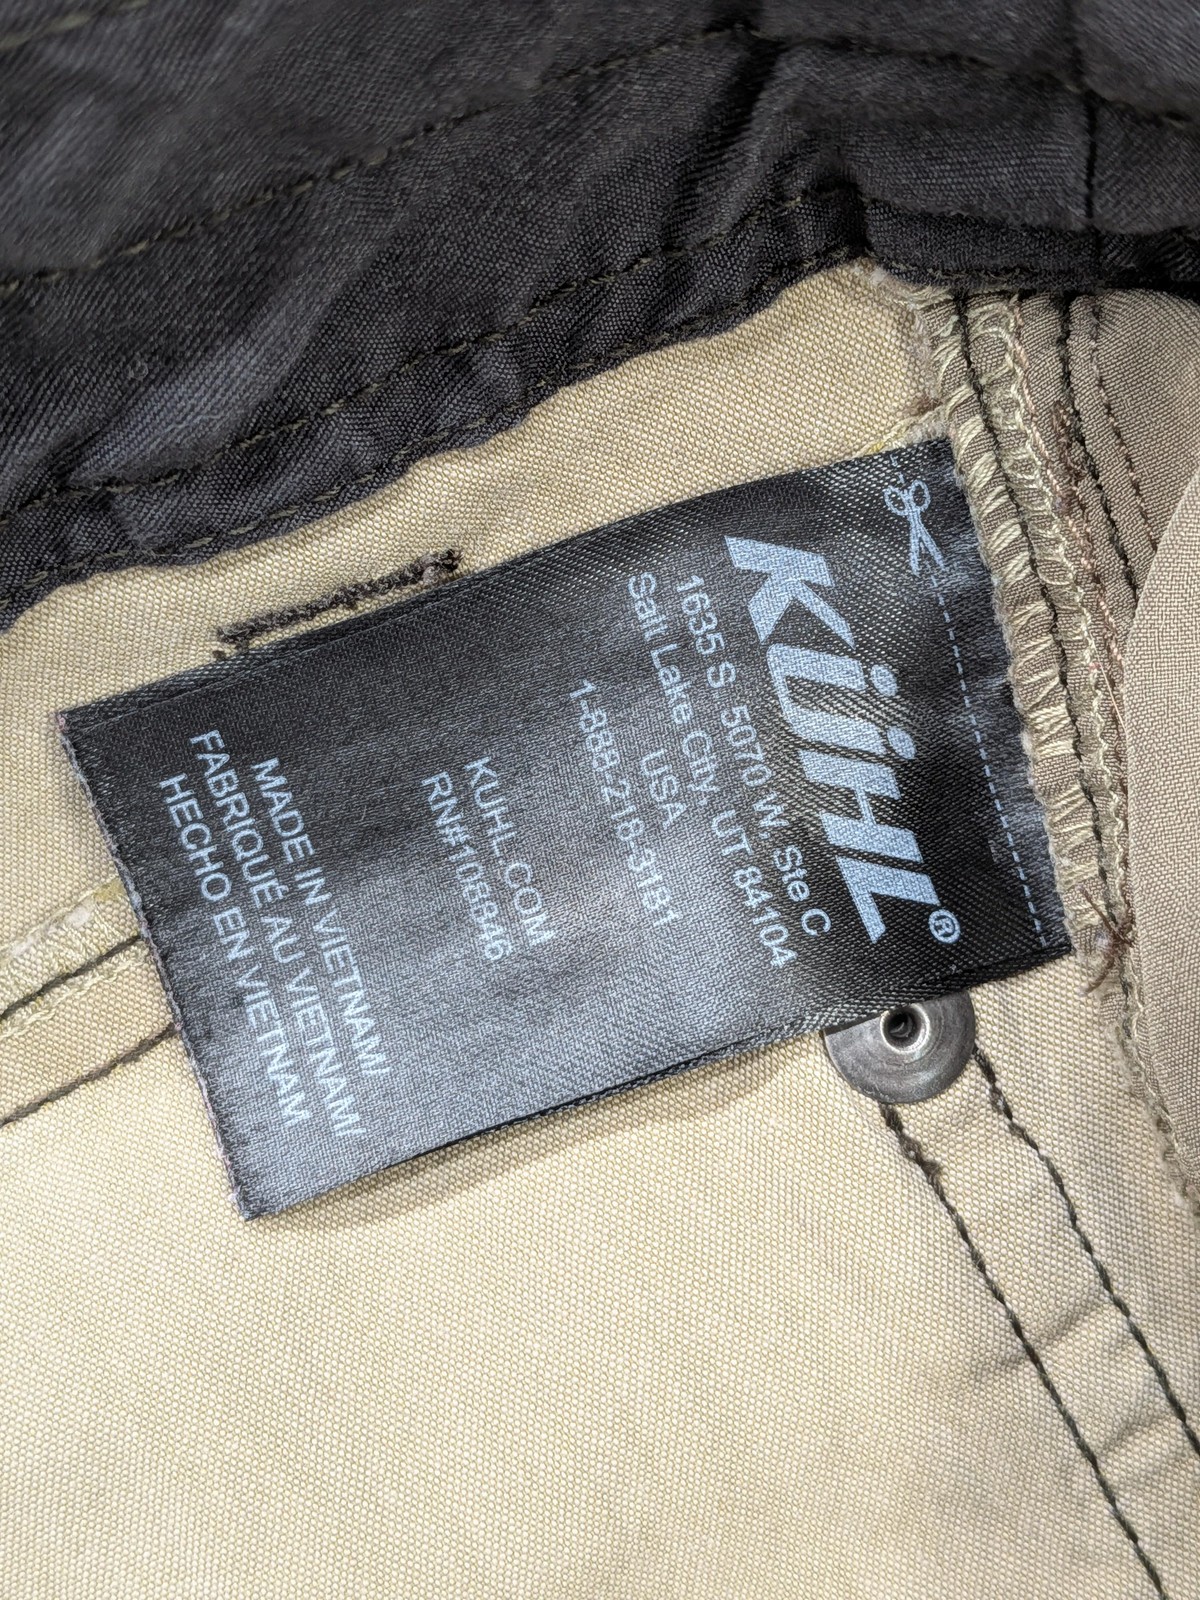 KÜHL®
1635 S 5070 W. Ste C
Salt Lake City, UT 84104
USA
1-888-218-3181
KUHL.COM
RN#106846
MADE IN VIETNAM/
FABRIQUÉ AU VIETNAM/
HECHO EN VIETNAM